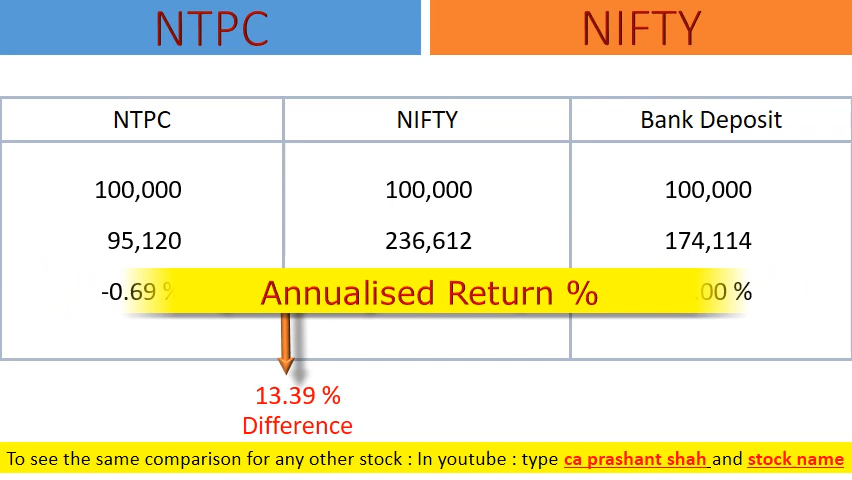 NTPC NIFTY
NTPC NIFTY Bank Deposit
100,000 100,000 100,000
95,120 236,612 174,114
-0.69 % Annualised Return % .00 %
13.39 %
Difference
To see the same comparison for any other stock : In youtube : type ca prashant shah and stock name